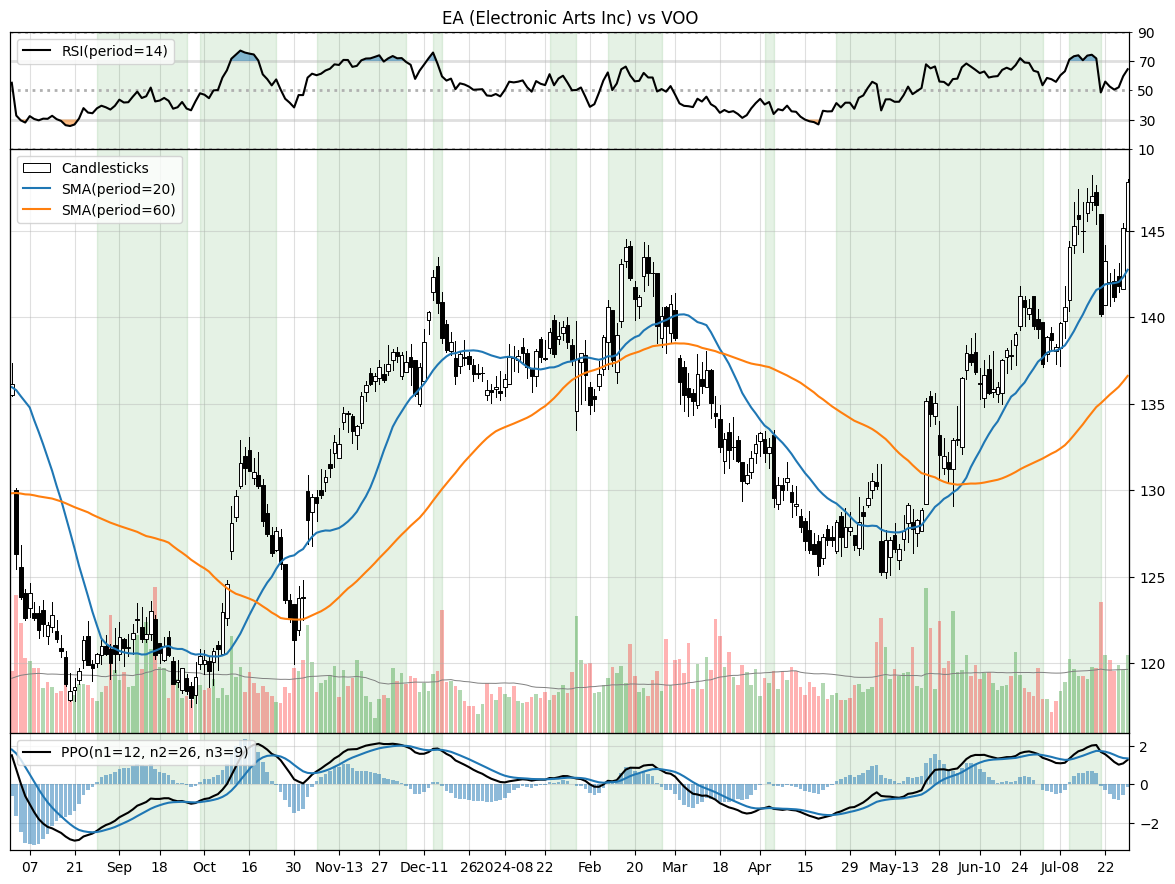 EA (Electronic Arts Inc) vs VOO
RSI(period=14)
90
70
50
30
10
Candlesticks
SMA(period=20)
SMA(period=60)
145
140
135
130
125
120
PPO(n1=12, n2=26, n3=9)
2
0
−2
07 21 Sep 18 Oct 16 30 Nov-13 27 Dec-11 26 2024-08 22 Feb 20 Mar 18 Apr 15 29 May-13 28 Jun-10 24 Jul-08 22